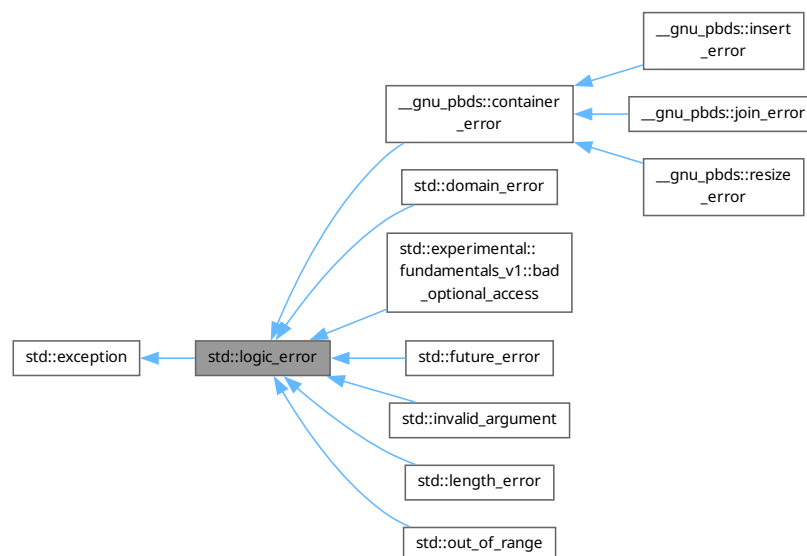 __gnu_pbds::insert
_error
__gnu_pbds::container
_error
__gnu_pbds::join_error
__gnu_pbds::resize
_error
std::domain_error
std::experimental::
fundamentals_v1::bad
_optional_access
std::exception
std::logic_error
std::future_error
std::invalid_argument
std::length_error
std::out_of_range